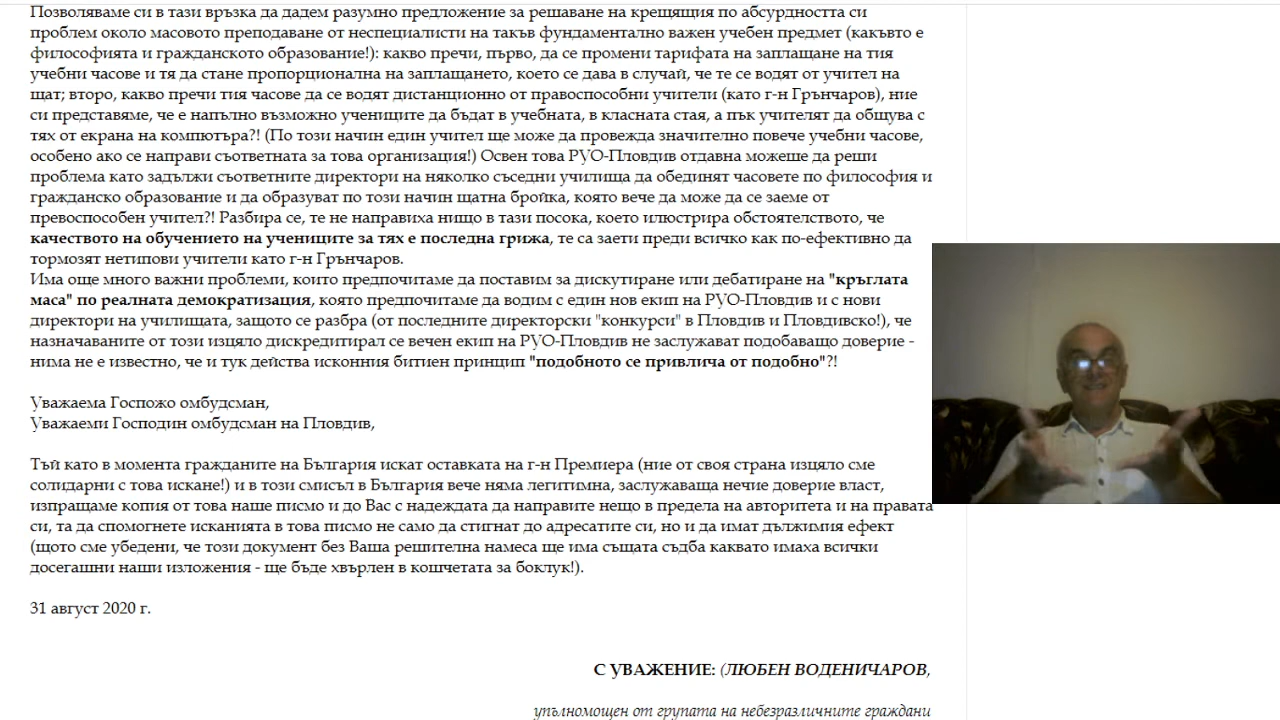 Позволяваме си в тази връзка да дадем разумно предложение за решаване на крещящия по абсурдността си
проблем около масовото преподаване от неспециалисти на такъв фундаментално важен учебен предмет (какъвто е
философията и гражданското образование!): какво пречи, първо, да се промени тарифата на заплащане на тия
учебни часове и тя да стане пропорционална на заплащането, което се дава в случай, че те се водят от учител на
щат; второ, какво пречи тия часове да се водят дистанционно от правоспособни учители (като г-н Грънчаров), ние
си представяме, че е напълно възможно учениците да бъдат в учебната, в класната стая, а пък учителят да общува с
тях от екрана на компютъра?! (По този начин един учител ще може да провежда значително повече учебни часове,
особено ако се направи съответната за това организация!) Освен това РУО-Пловдив отдавна можеше да реши
проблема като задължи съответните директори на няколко съседни училища да обединят часовете по философия и
гражданско образование и да образуват по този начин щатна бройка, която вече да може да се заеме от
превоспособен учител?! Разбира се, те не направиха нищо в тази посока, което илюстрира обстоятелството, че
качеството на обучението на учениците за тях е последна грижа, те са заети преди всичко как по-ефективно да
тормозят нетипови учители като г-н Грънчаров.
Има още много важни проблеми, които предпочитаме да поставим за дискутиране или дебатиране на "кръглата
маса" по реалната демократизация, която предпочитаме да водим с един нов екип на РУО-Пловдив и с нови
директори на училищата, защото се разбра (от последните директорски "конкурси" в Пловдив и Пловдивско!), че
назначаваните от този изцяло дискредитирал се вечен екип на РУО-Пловдив не заслужават подобаващо доверие -
нима не е известно, че и тук действа исконния битиен принцип "подобното се привлича от подобно"?!
Уважаема Госпожо омбудсман,
Уважаеми Господин омбудсман на Пловдив,
Тъй като в момента гражданите на България искат оставката на г-н Премиера (ние от своя страна изцяло сме
солидарни с това искане!) и в този смисъл в България вече няма легитимна, заслужаваща нечие доверие власт,
изпращаме копия от това наше писмо и до Вас с надеждата да направите нещо в предела на авторитета и на правата
си, та да спомогнете исканията в това писмо не само да стигнат до адресатите си, но и да имат дължимия ефект
(щото сме убедени, че този документ без Ваша решителна намеса ще има същата съдба каквато имаха всички
досегашни наши изложения - ще бъде хвърлен в кошчетата за боклук!).
31 август 2020 г.
С УВАЖЕНИЕ: (ЛЮБЕН ВОДЕНИЧАРОВ,
упълномощен от групата на небезразличните граждани